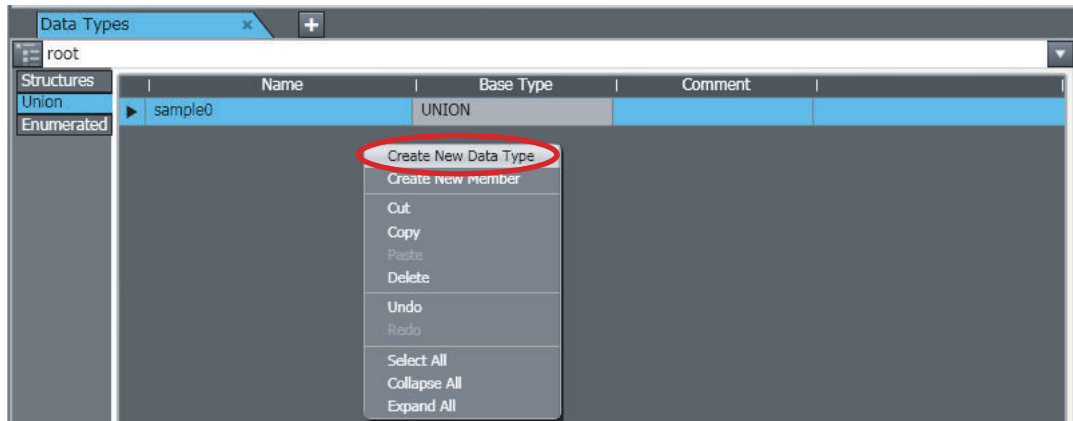 Data Types × +
root
Structures
Name Base Type Comment
Union
sample0 UNION
Enumerated
Create New Data Type
Create New Member
Cut
Copy
Paste
Delete
Undo
Redo
Select All
Collapse All
Expand All